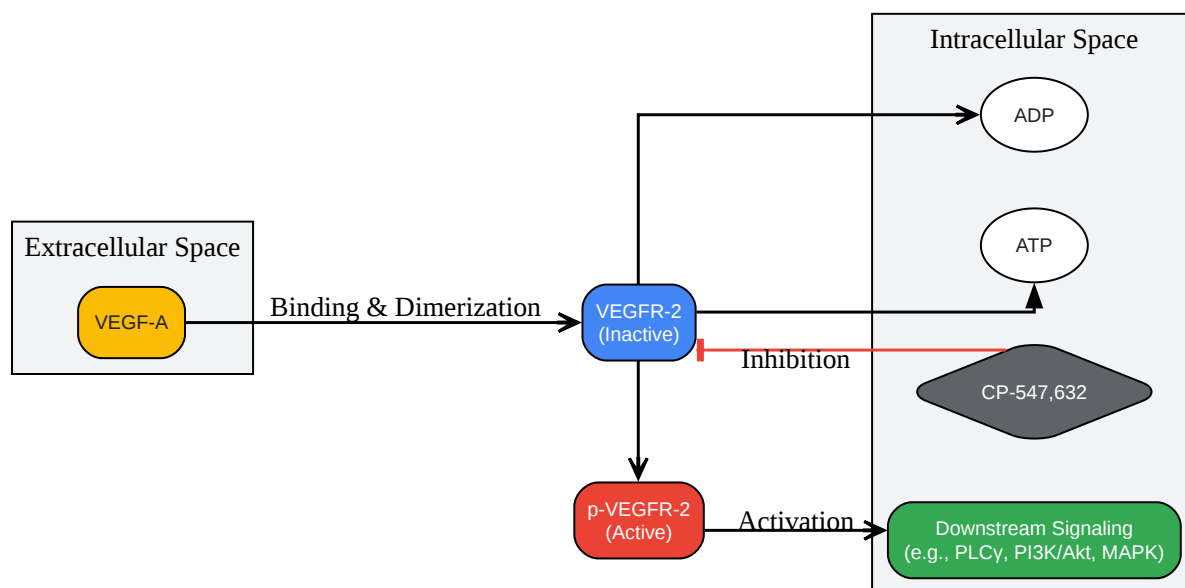 Intracellular Space
ADP
Extracellular Space
ATP
VEGF-A
Binding & Dimerization
VEGFR-2
(Inactive)
Inhibition
CP-547,632
p-VEGFR-2
(Active)
Activation
Downstream Signaling
(e.g., PLCγ, PI3K/Akt, MAPK)